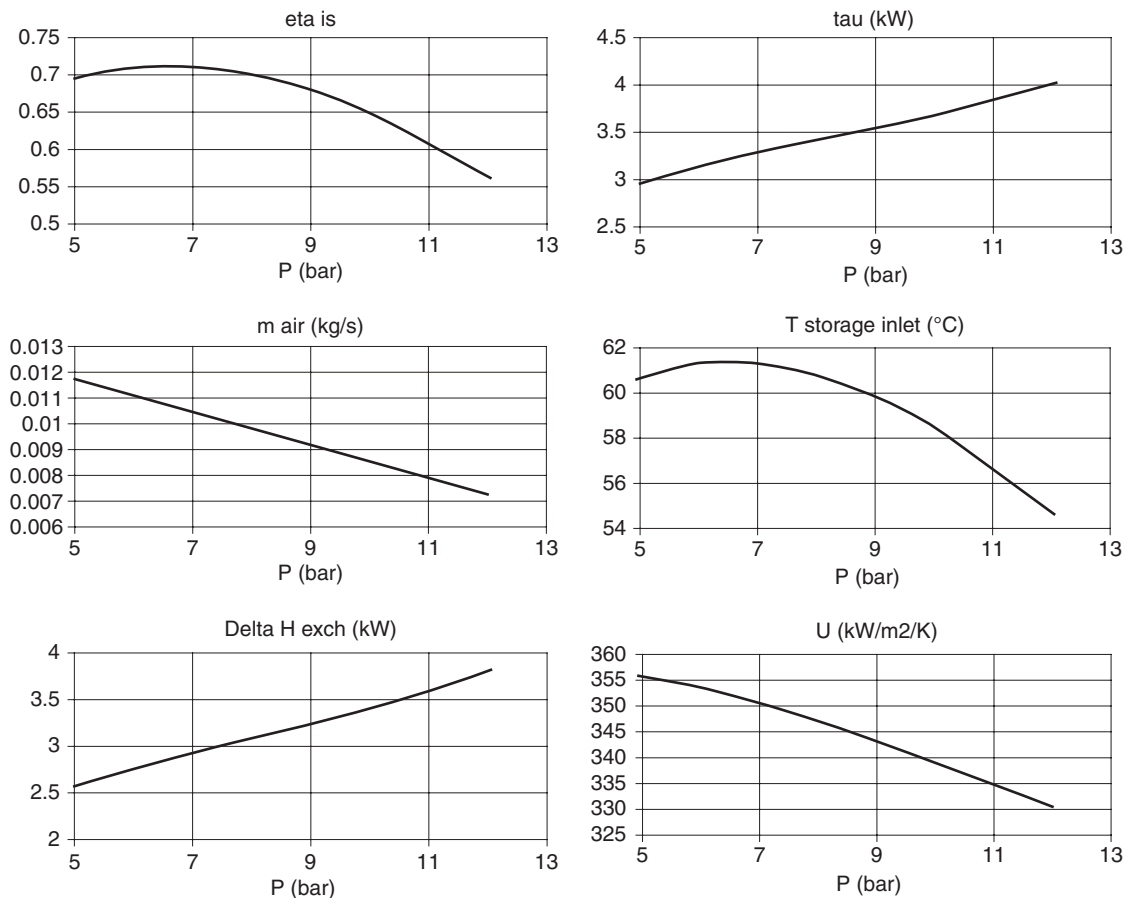 eta is
0.75
0.7
0.65
0.6
0.55
0.5
5 7 9 11 13
P (bar)
tau (kW)
4.5
4
3.5
3
2.5
5 7 9 11 13
P (bar)
m air (kg/s)
0.013
0.012
0.011
0.01
0.009
0.008
0.007
0.006
5 7 9 11 13
P (bar)
T storage inlet (°C)
62
60
58
56
54
5 7 9 11 13
P (bar)
Delta H exch (kW)
4
3.5
3
2.5
2
5 7 9 11 13
P (bar)
U (kW/m2/K)
360
355
350
345
340
335
330
325
5 7 9 11 13
P (bar)